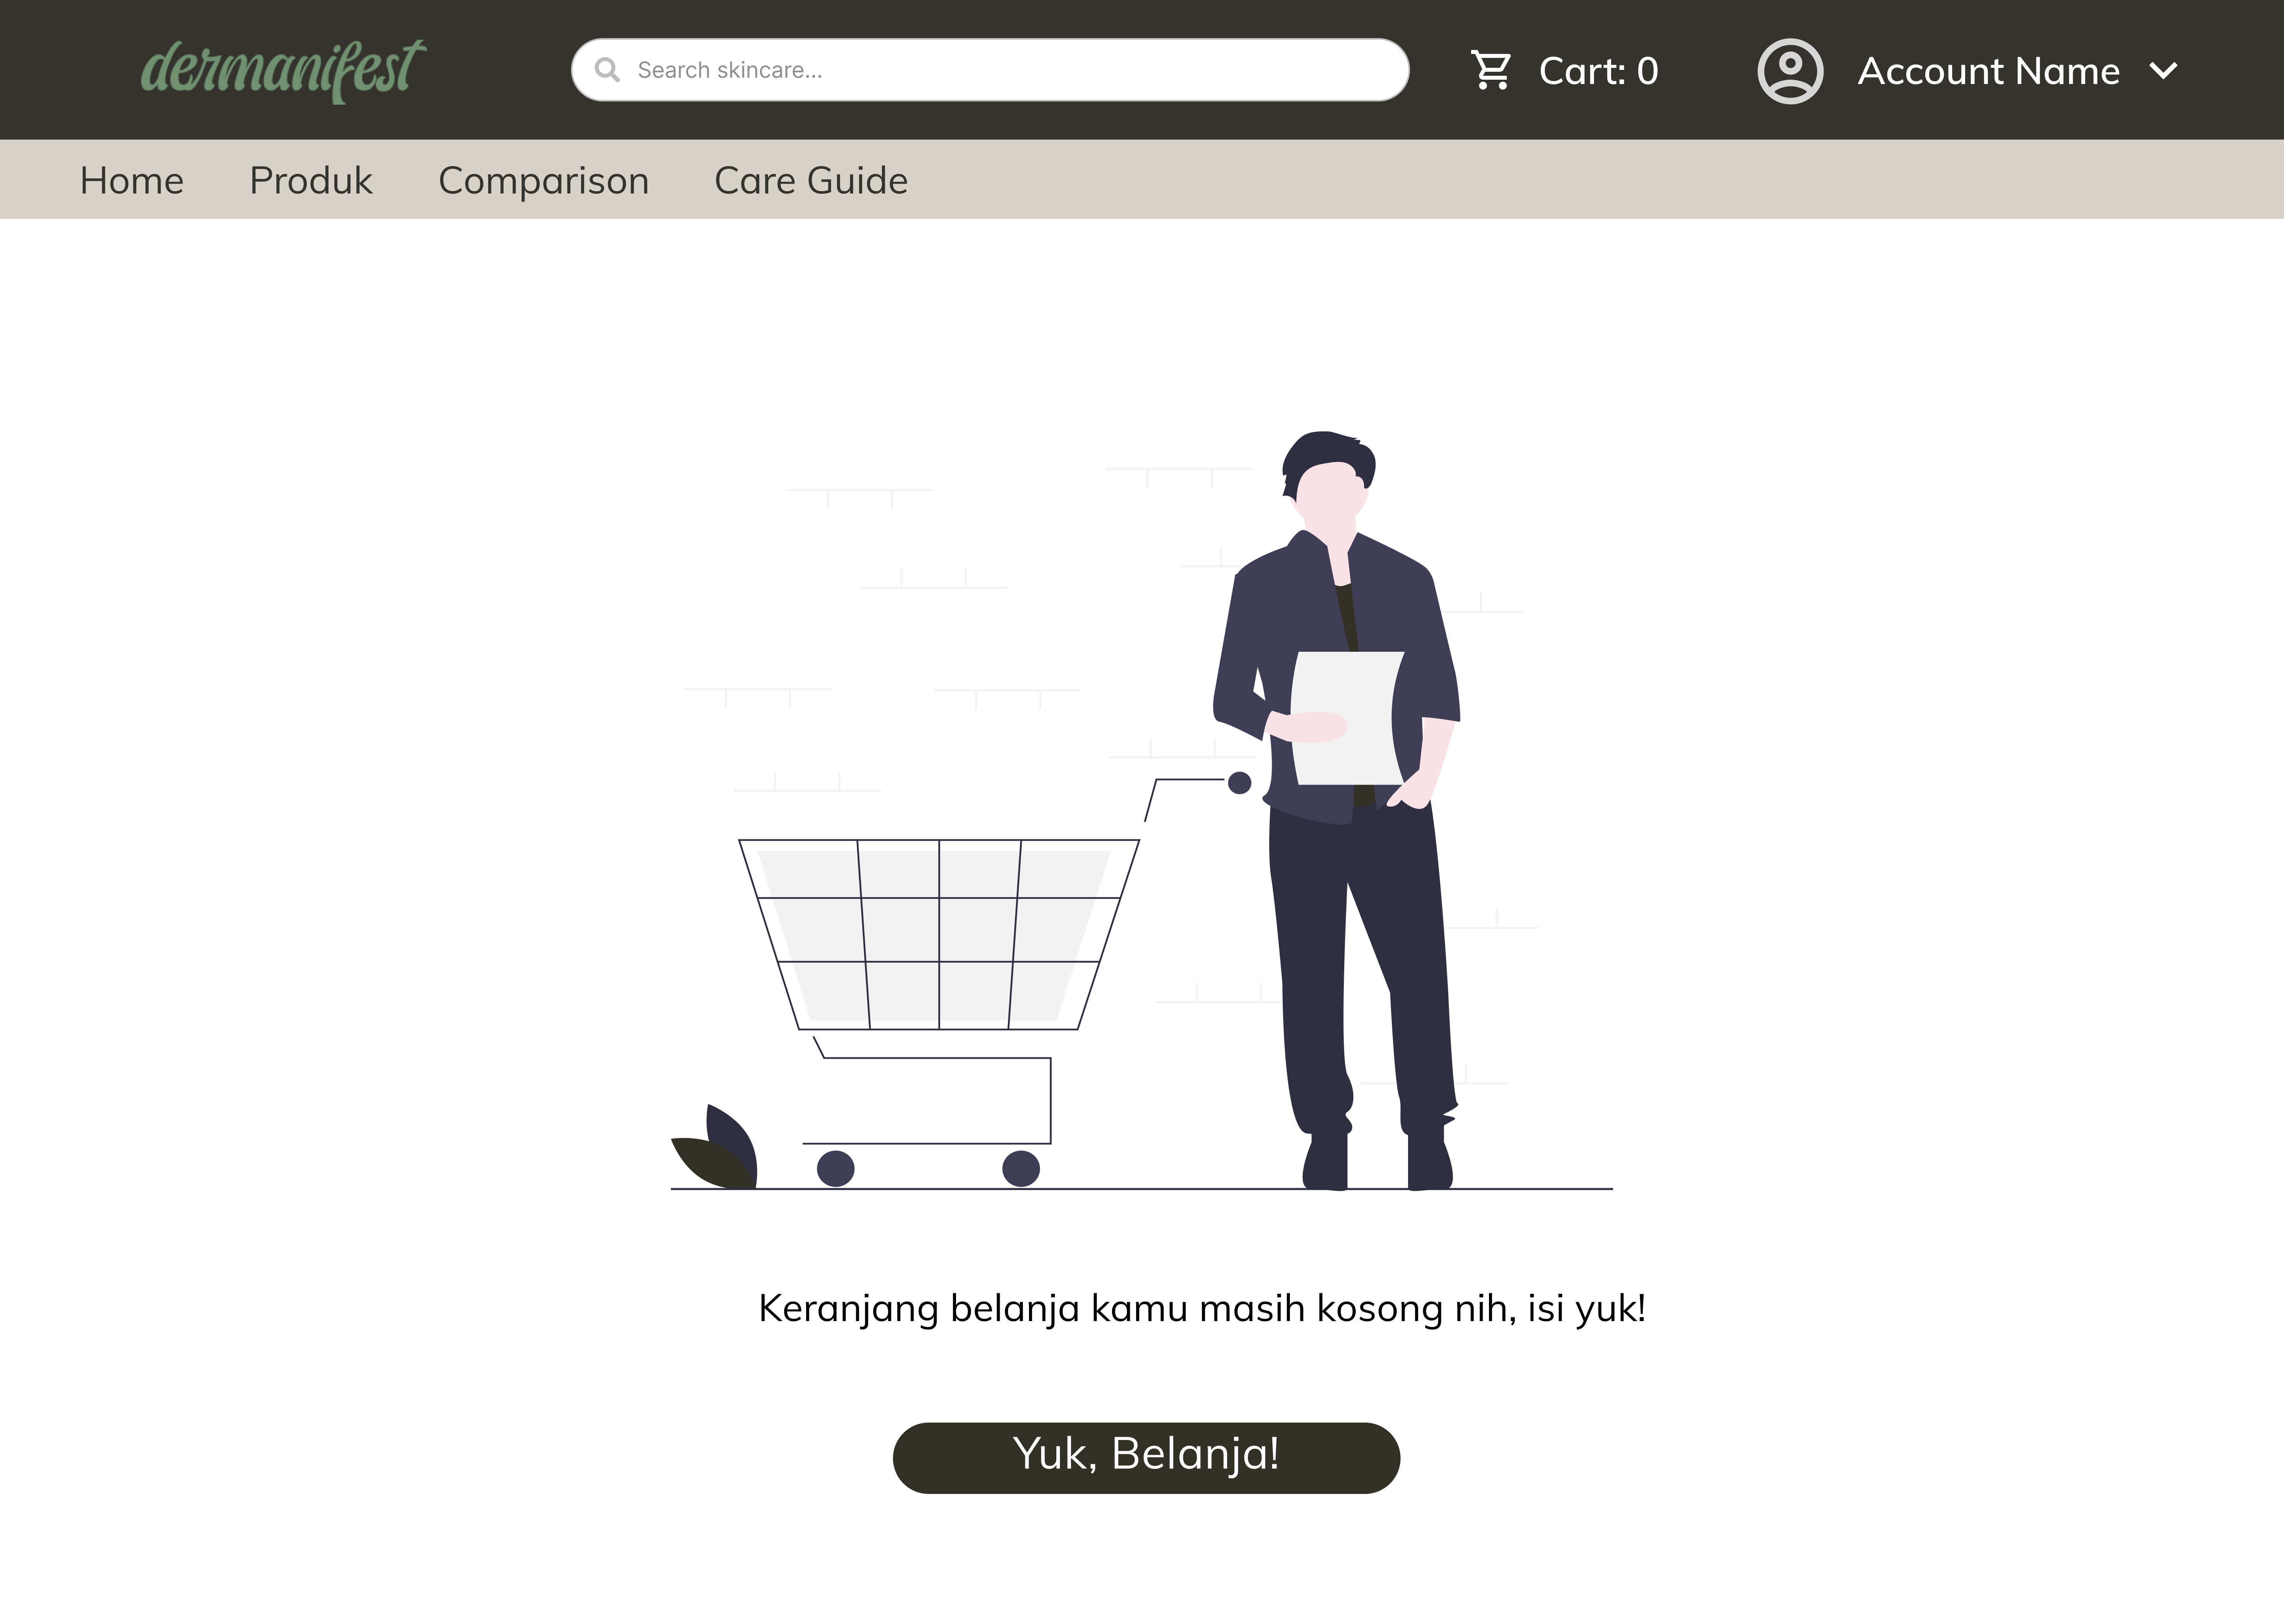 dermanifest
Search skincare...
Cart: 0
Account Name
Home
Produk
Comparison
Care Guide
Keranjang belanja kamu masih kosong nih, isi yuk!
Yuk, Belanja!